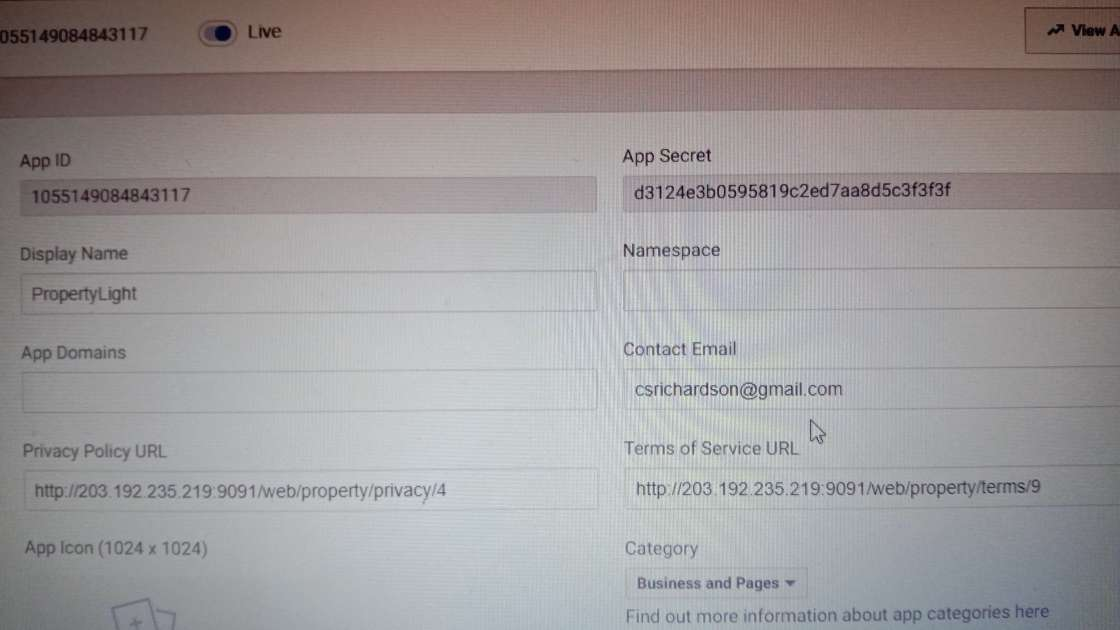 055149084843117 Live View A
App ID
1055149084843117
App Secret
d3124e3b0595819c2ed7aa8d5c3f3f3f
Display Name
PropertyLight
Namespace
App Domains
Contact Email
csrichardson@gmail.com
Privacy Policy URL
http://203.192.235.219:9091/web/property/privacy/4
Terms of Service URL
http://203.192.235.219:9091/web/property/terms/9
App Icon (1024 x 1024)
Category
Business and Pages
Find out more information about app categories here